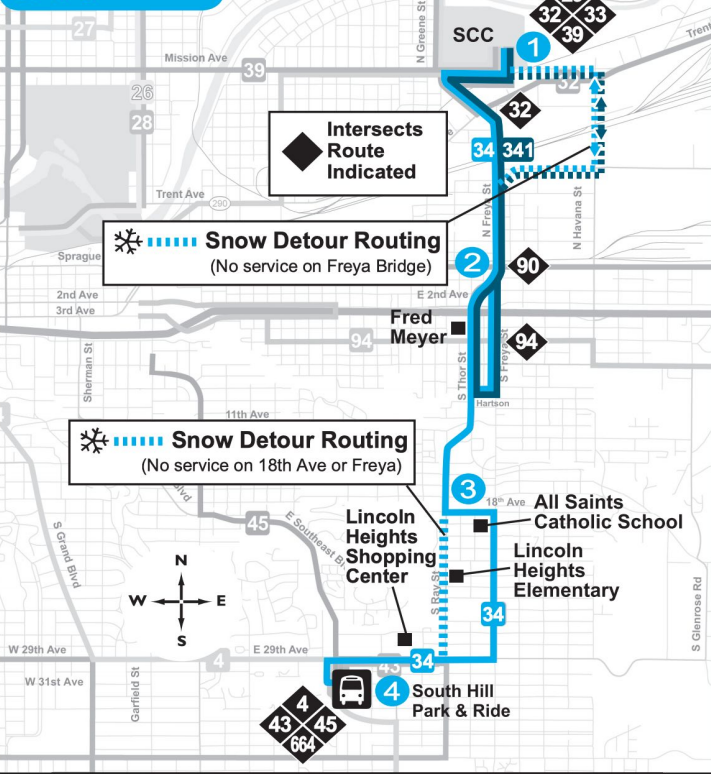 32 33
39
SCC
1
N Greene St
27
Mission Ave
39
32
Trent
26
28
32
Intersects
Route
Indicated
34 341
N Freya St
N Havana St
Trent Ave
290
Snow Detour Routing
(No service on Freya Bridge)
Sprague
2
90
2nd Ave
E 2nd Ave
3rd Ave
Fred
Meyer
94
94
S Thor St
S Freya St
Sherman St
Hartson
11th Ave
Snow Detour Routing
(No service on 18th Ave or Freya)
3
18th Ave
All Saints
Catholic School
Blvd
45
E Southeast Bl
Lincoln
Heights
Shopping
Center
S Ray St
Lincoln
Heights
Elementary
S Grand Blvd
N
W E
S
34
S Glenrose Rd
W 29th Ave
4
E 29th Ave
43
34
W 31st Ave
Garfield St
4
South Hill
Park & Ride
4
43 45
664